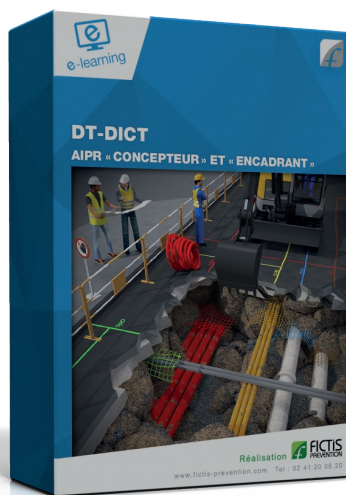 e-learning
DT-DICT
AIPR « CONCEPTEUR » ET « ENCADRANT »
Réalisation FICTIS
PRÉVENTION
www.fictis-prevention.com Tel : 02 41 20 06 20